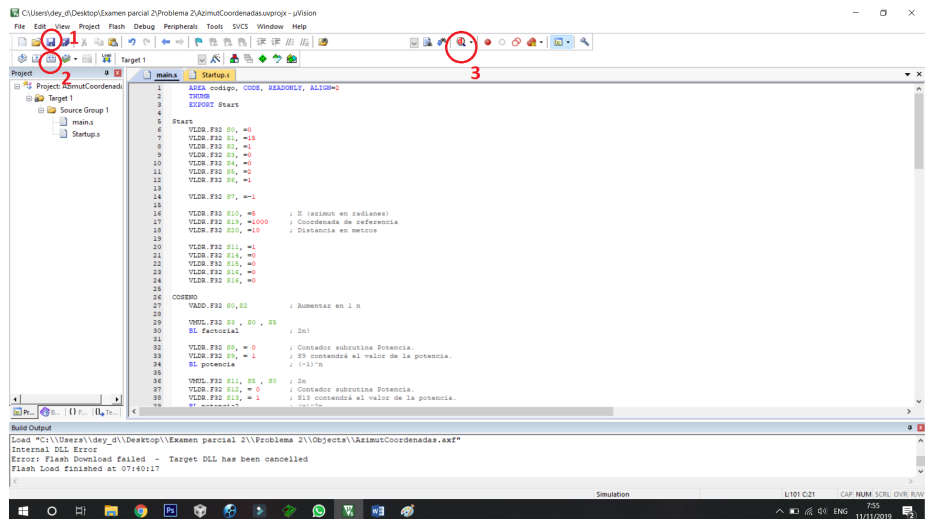 C:\Users\dey_d\Desktop\Examen parcial 2\Problema 2\AzimutCoordenadas.uvprojx - µVision
File Edit View Project Flash Debug Peripherals Tools SVCS Window Help
1
Target 1
2
3
Project
main.s Startup.s
Project: AzimutCoordenada
Target 1
Source Group 1
main.s
Startup.s
1 AREA codigo, CODE, READONLY, ALIGN=2
2 THUMB
3 EXPORT Start
4
5 Start
6 VLDR.F32 S0, =0
7 VLDR.F32 S1, =15
8 VLDR.F32 S2, =1
9 VLDR.F32 S3, =0
10 VLDR.F32 S4, =0
11 VLDR.F32 S5, =2
12 VLDR.F32 S6, =1
13
14 VLDR.F32 S7, =-1
15
16 VLDR.F32 S10, =5 ; X (azimut en radianes)
17 VLDR.F32 S19, =1000 ; Coordenada de referencia
18 VLDR.F32 S20, =10 ; Distancia en metros
19
20 VLDR.F32 S11, =1
21 VLDR.F32 S14, =0
22 VLDR.F32 S15, =0
23 VLDR.F32 S16, =0
24 VLDR.F32 S16, =0
25
26 COSENO
27 VADD.F32 S0,S2 ; Aumentar en 1 n
28
29 VMUL.F32 S3 , S0 , S5
30 BL factorial ; 2n!
31
32 VLDR.F32 S8, = 0 ; Contador subrutina Potencia.
33 VLDR.F32 S9, = 1 ; S9 contendrá el valor de la potencia.
34 BL potencia ; (-1)^n
35
36 VMUL.F32 S11, S5 , S0 ; 2n
37 VLDR.F32 S12, = 0 ; Contador subrutina Potencia.
38 VLDR.F32 S13, = 1 ; S13 contendrá el valor de la potencia.
39
Pr... B... {} F... 0 Te...
Build Output
Load "C:\\Users\\dey_d\\Desktop\\Examen parcial 2\\Problema 2\\Objects\\AzimutCoordenadas.axf"
Internal DLL Error
Error: Flash Download failed - Target DLL has been cancelled
Flash Load finished at 07:40:17
Simulation L:101 C:21 CAP NUM SCRL OVR R/W
Ps
ENG
7:55
11/11/2019
2